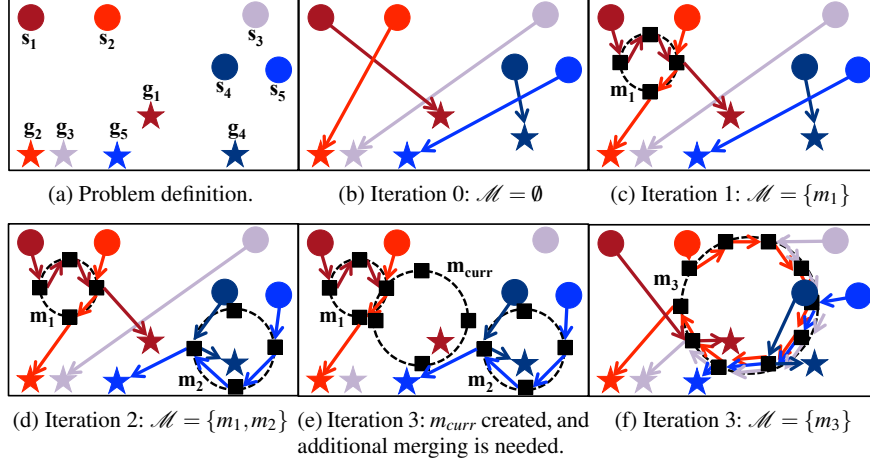 s1 s2 s3
s4 s5
g1
g2 g3 g5 g4
(a) Problem definition.
(b) Iteration 0: ℳ = ∅
m1
(c) Iteration 1: ℳ = {m1}
m1
m2
(d) Iteration 2: ℳ = {m1, m2}
mcurr
m1
m2
(e) Iteration 3: mcurr created, and
additional merging is needed.
m3
(f) Iteration 3: ℳ = {m3}